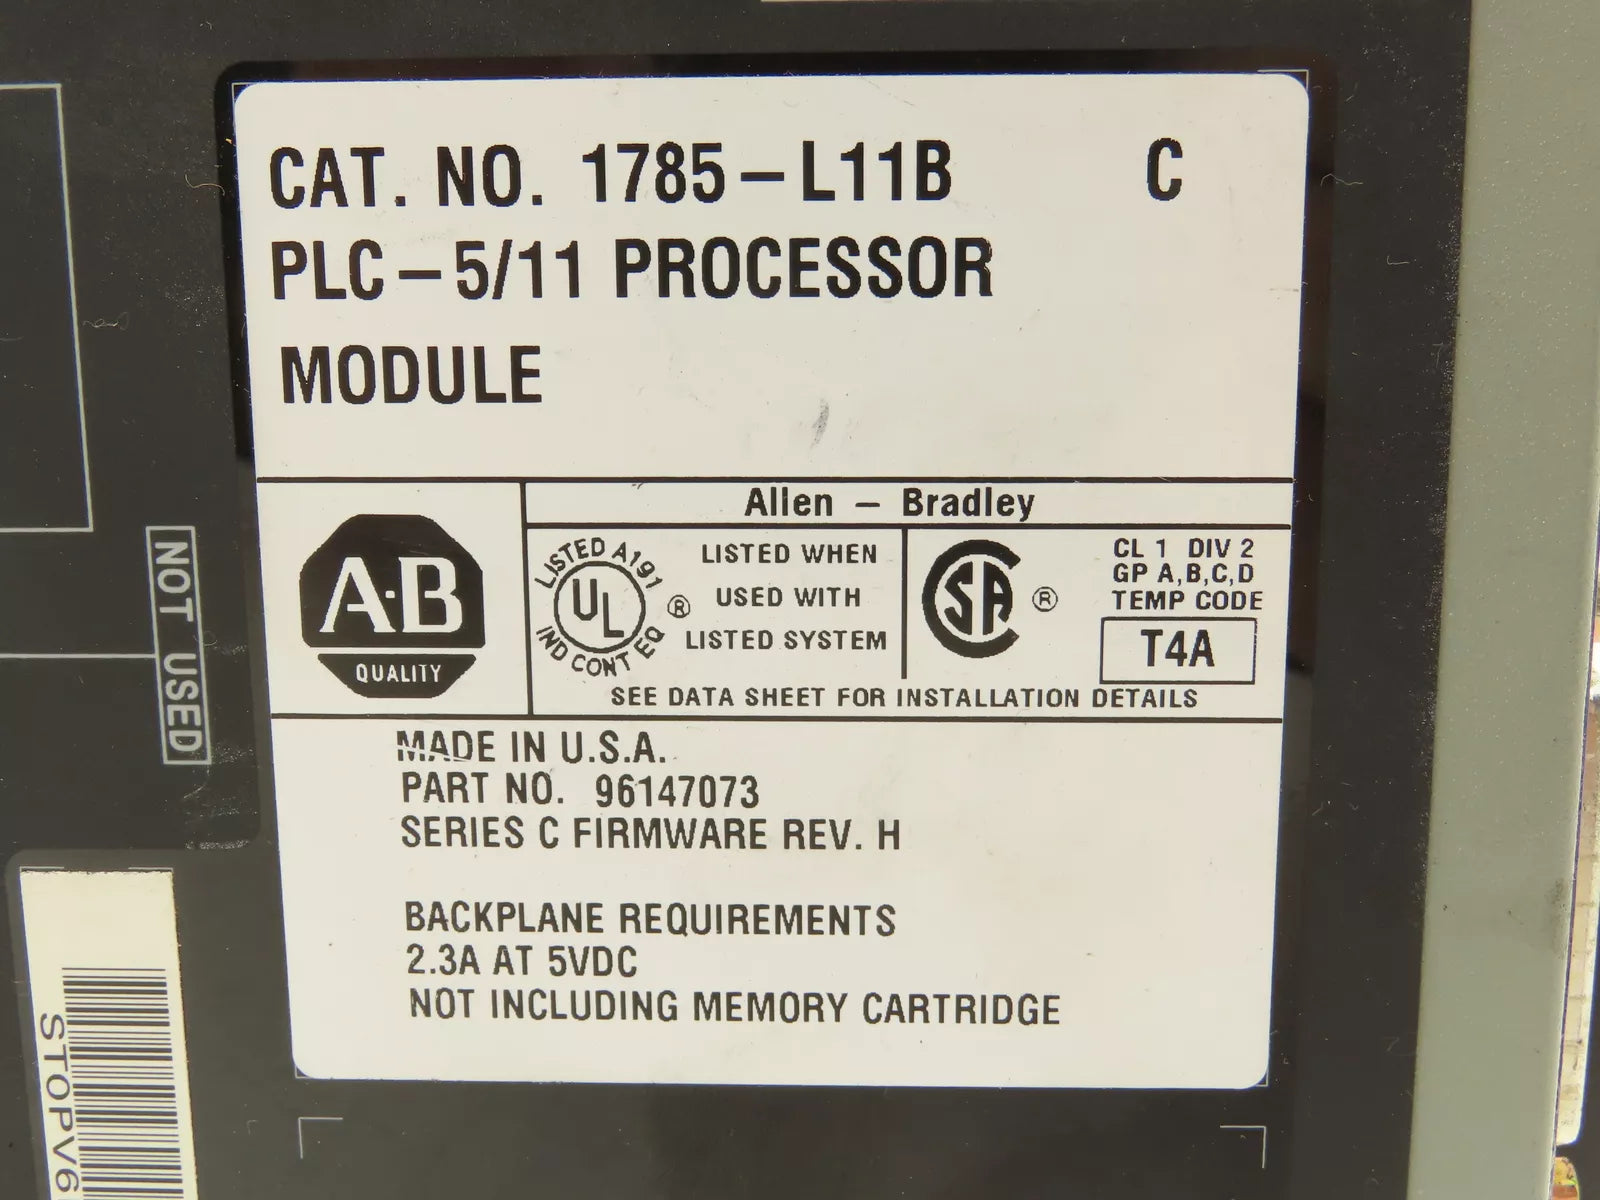 CAT. NO. 1785-L11B C
PLC-5/11 PROCESSOR
MODULE
Allen - Bradley
A·B
QUALITY
LISTED A191
UL ®
IND CONT EQ
LISTED WHEN
USED WITH
LISTED SYSTEM
SA ®
CL 1 DIV 2
GP A,B,C,D
TEMP CODE
T4A
SEE DATA SHEET FOR INSTALLATION DETAILS
MADE IN U.S.A.
PART NO. 96147073
SERIES C FIRMWARE REV. H
BACKPLANE REQUIREMENTS
2.3A AT 5VDC
NOT INCLUDING MEMORY CARTRIDGE
NOT USED
STOPV6